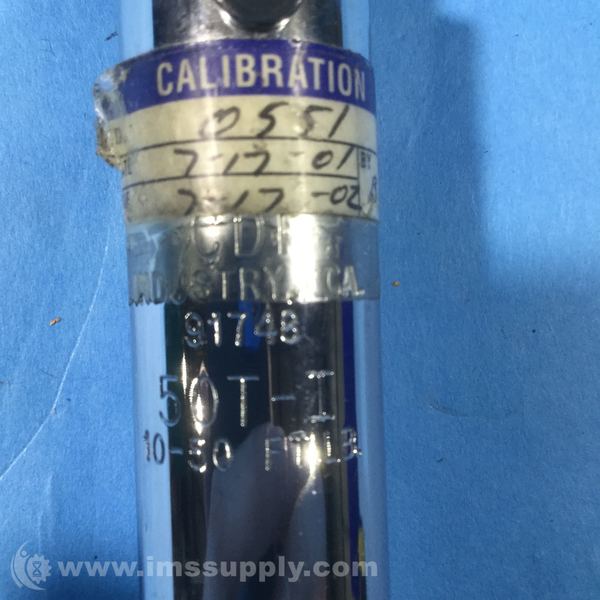 CALIBRATION
0551
7-17-01 BY
7-17-02
CDI
INDUSTRY, CA.
91748
50T-I
10-50 FT.LB.
www.imssupply.com